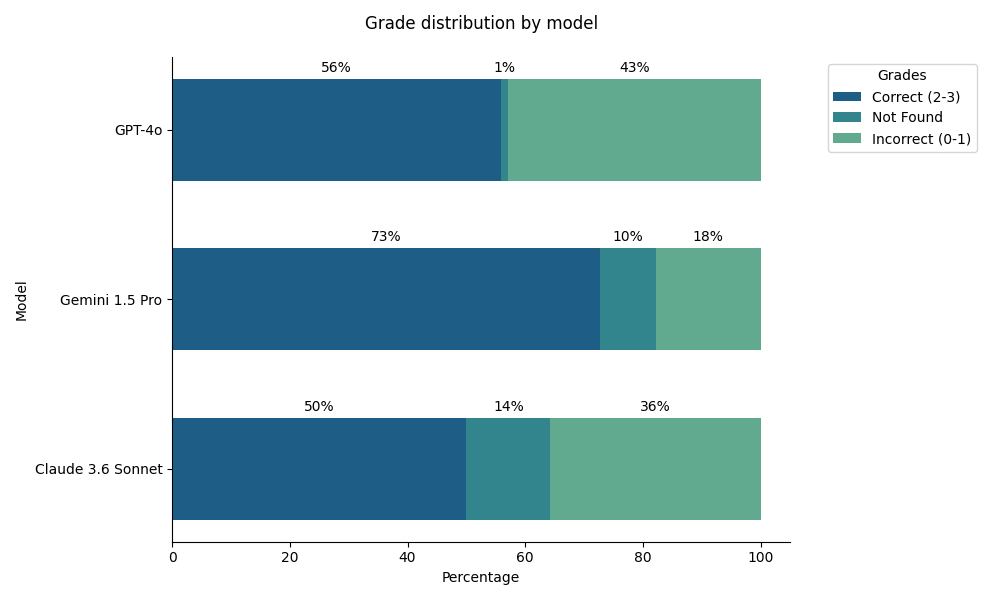 Grade distribution by model
56% 1% 43%
GPT-4o
73% 10% 18%
Gemini 1.5 Pro
50% 14% 36%
Claude 3.6 Sonnet
Model
0 20 40 60 80 100
Percentage
Grades
Correct (2-3)
Not Found
Incorrect (0-1)